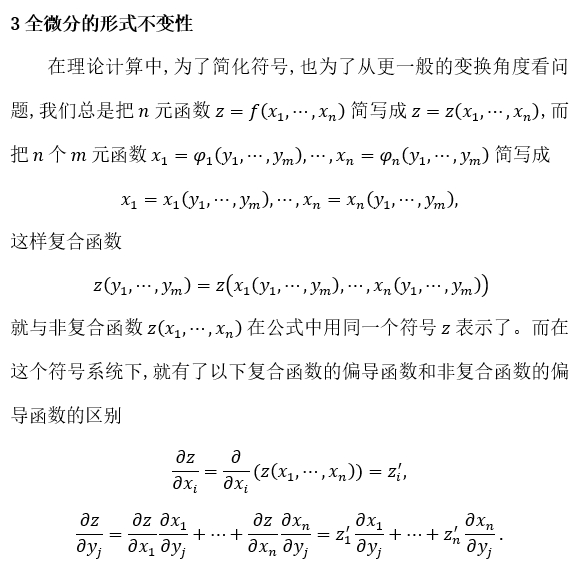 3 全微分的形式不变性
在理论计算中,为了简化符号,也为了从更一般的变换角度看问
题,我们总是把 n 元函数 z = f(x₁,⋯,xₙ) 简写成 z = z(x₁,⋯,xₙ),而
把 n 个 m 元函数 x₁ = φ₁(y₁,⋯,yₘ),⋯,xₙ = φₙ(y₁,⋯,yₘ) 简写成
x₁ = x₁(y₁,⋯,yₘ),⋯,xₙ = xₙ(y₁,⋯,yₘ),
这样复合函数
z(y₁,⋯,yₘ) = z(x₁(y₁,⋯,yₘ),⋯,xₙ(y₁,⋯,yₘ))
就与非复合函数 z(x₁,⋯,xₙ) 在公式中用同一个符号 z 表示了。而在
这个符号系统下,就有了以下复合函数的偏导函数和非复合函数的偏
导函数的区别
∂z/∂xᵢ = ∂/∂xᵢ (z(x₁,⋯,xₙ)) = z′ᵢ,
∂z/∂yⱼ = ∂z/∂x₁ ∂x₁/∂yⱼ + ⋯ + ∂z/∂xₙ ∂xₙ/∂yⱼ = z′₁ ∂x₁/∂yⱼ + ⋯ + z′ₙ ∂xₙ/∂yⱼ .